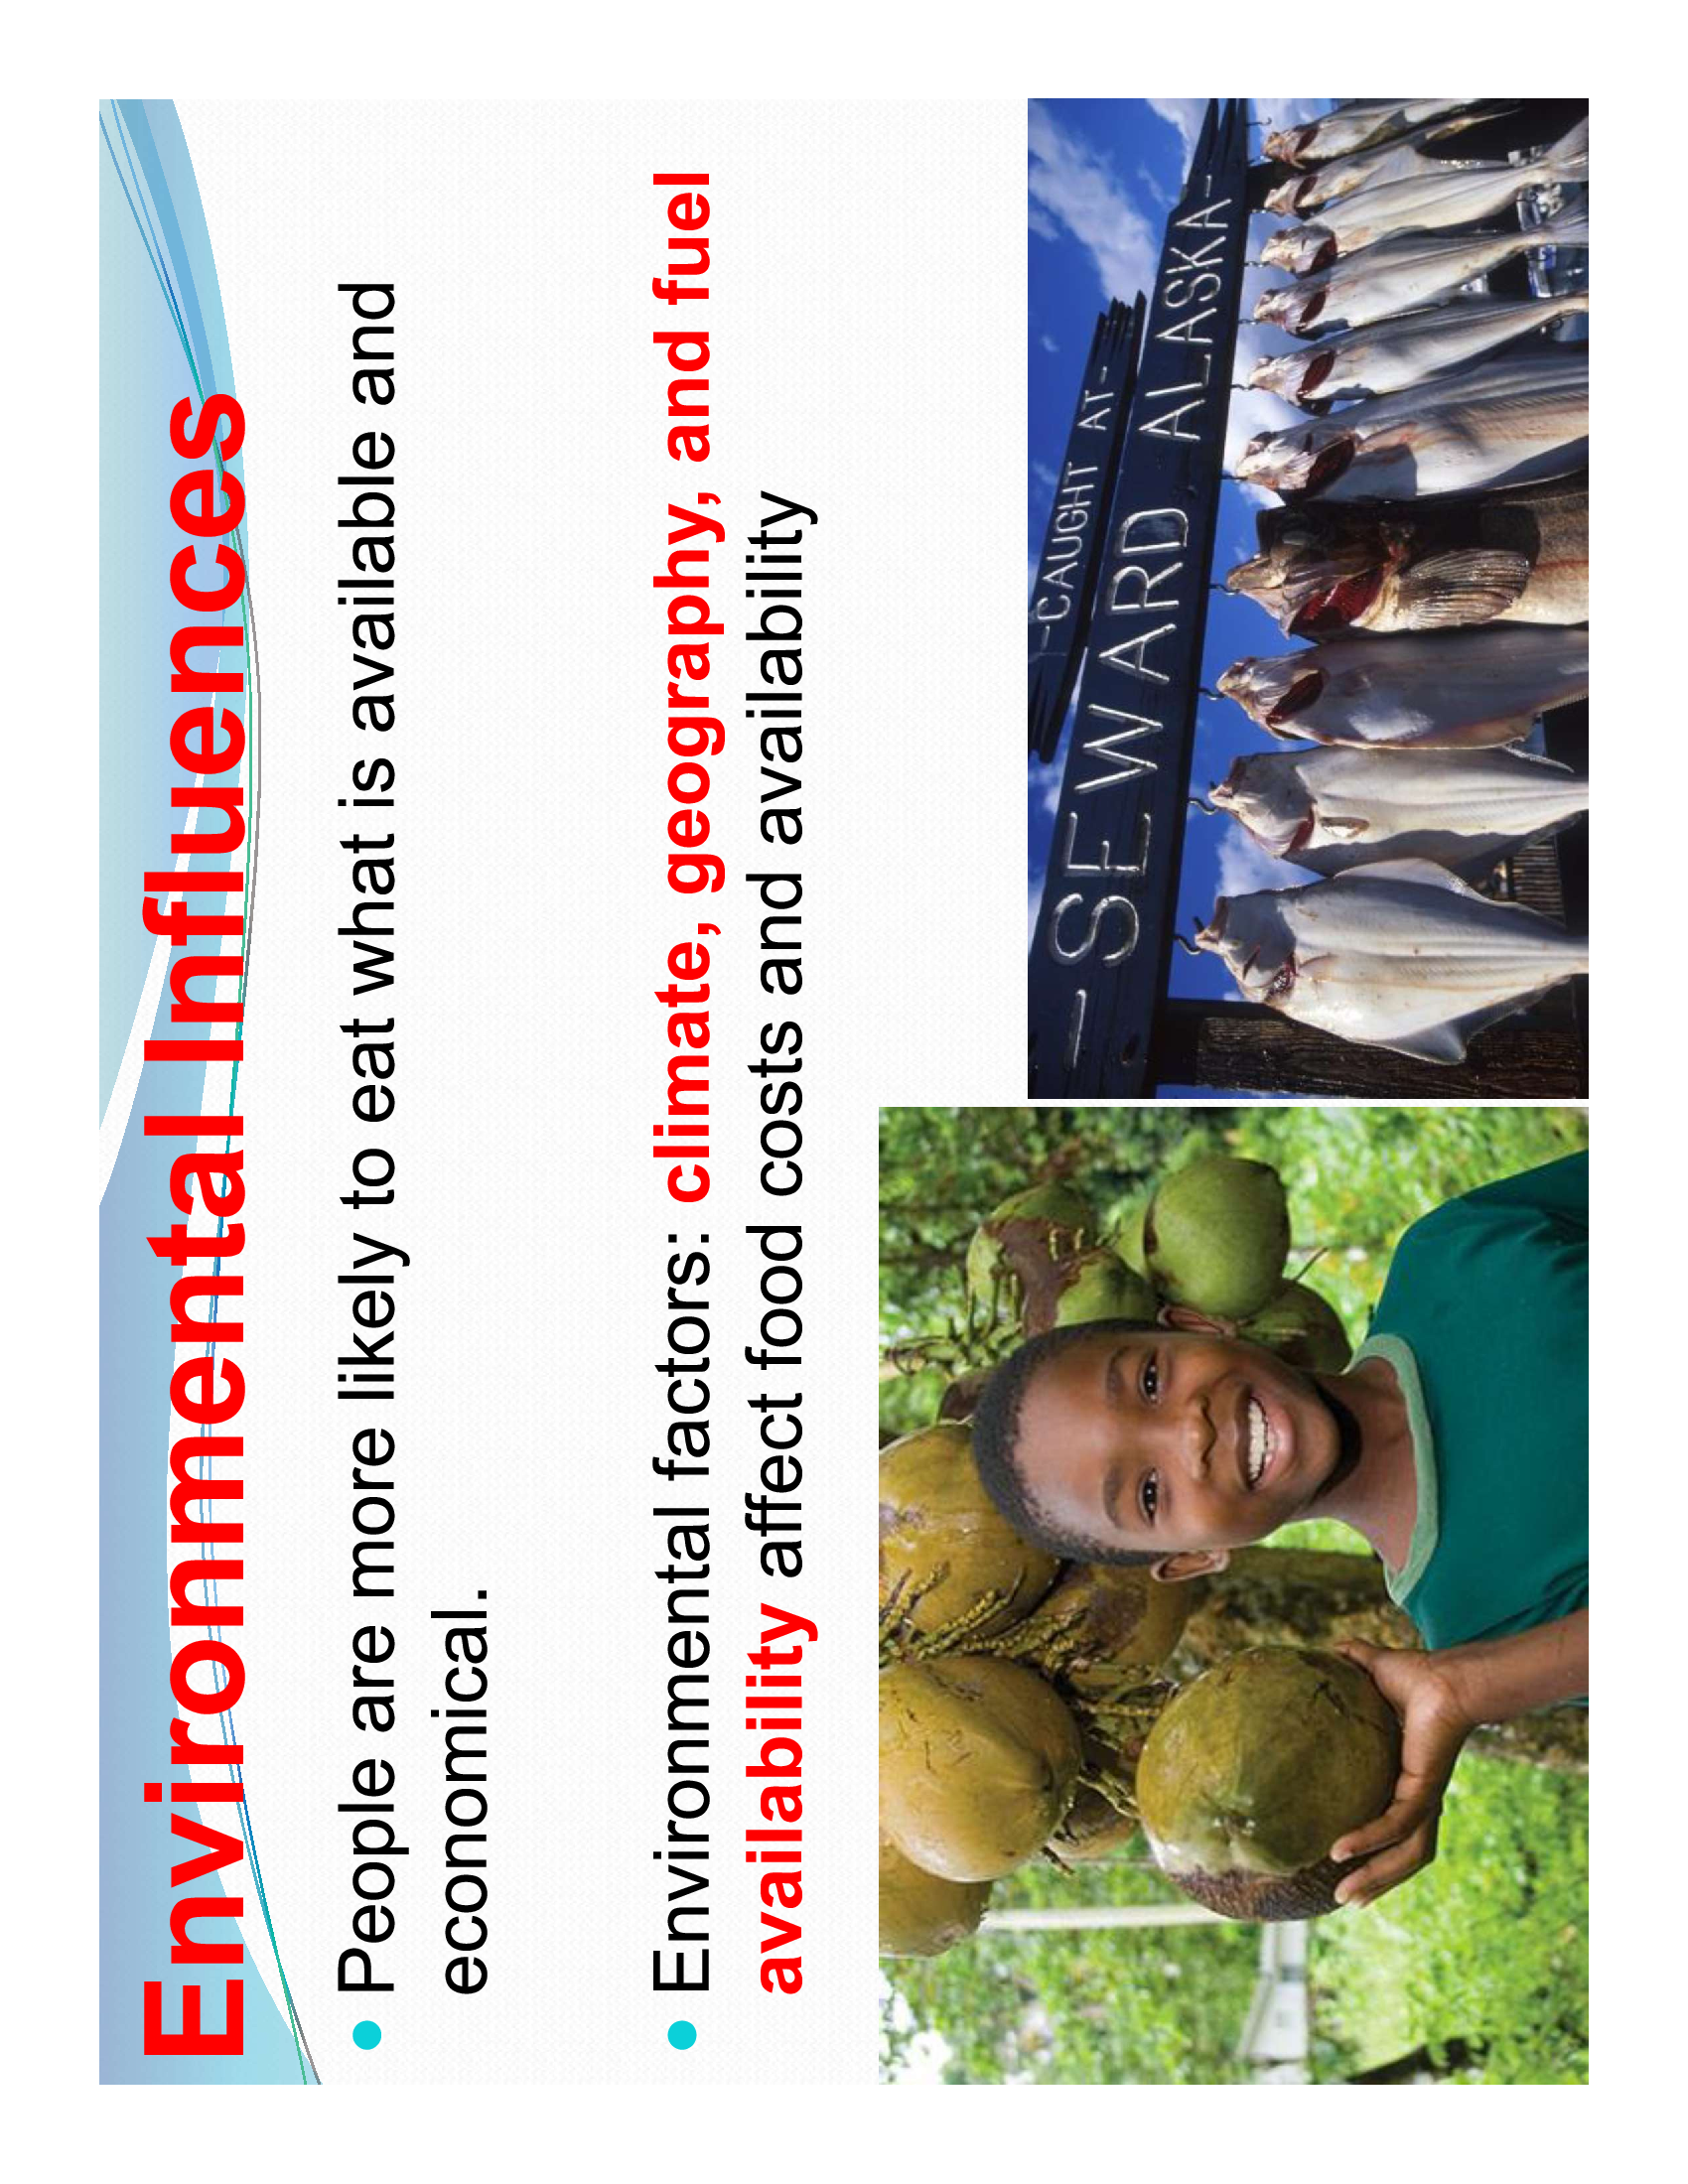 Environmental Influences
• People are more likely to eat what is available and
economical.
• Environmental factors: climate, geography, and fuel
availability affect food costs and availability
-CAUGHT AT-
- SEWARD ALASKA -